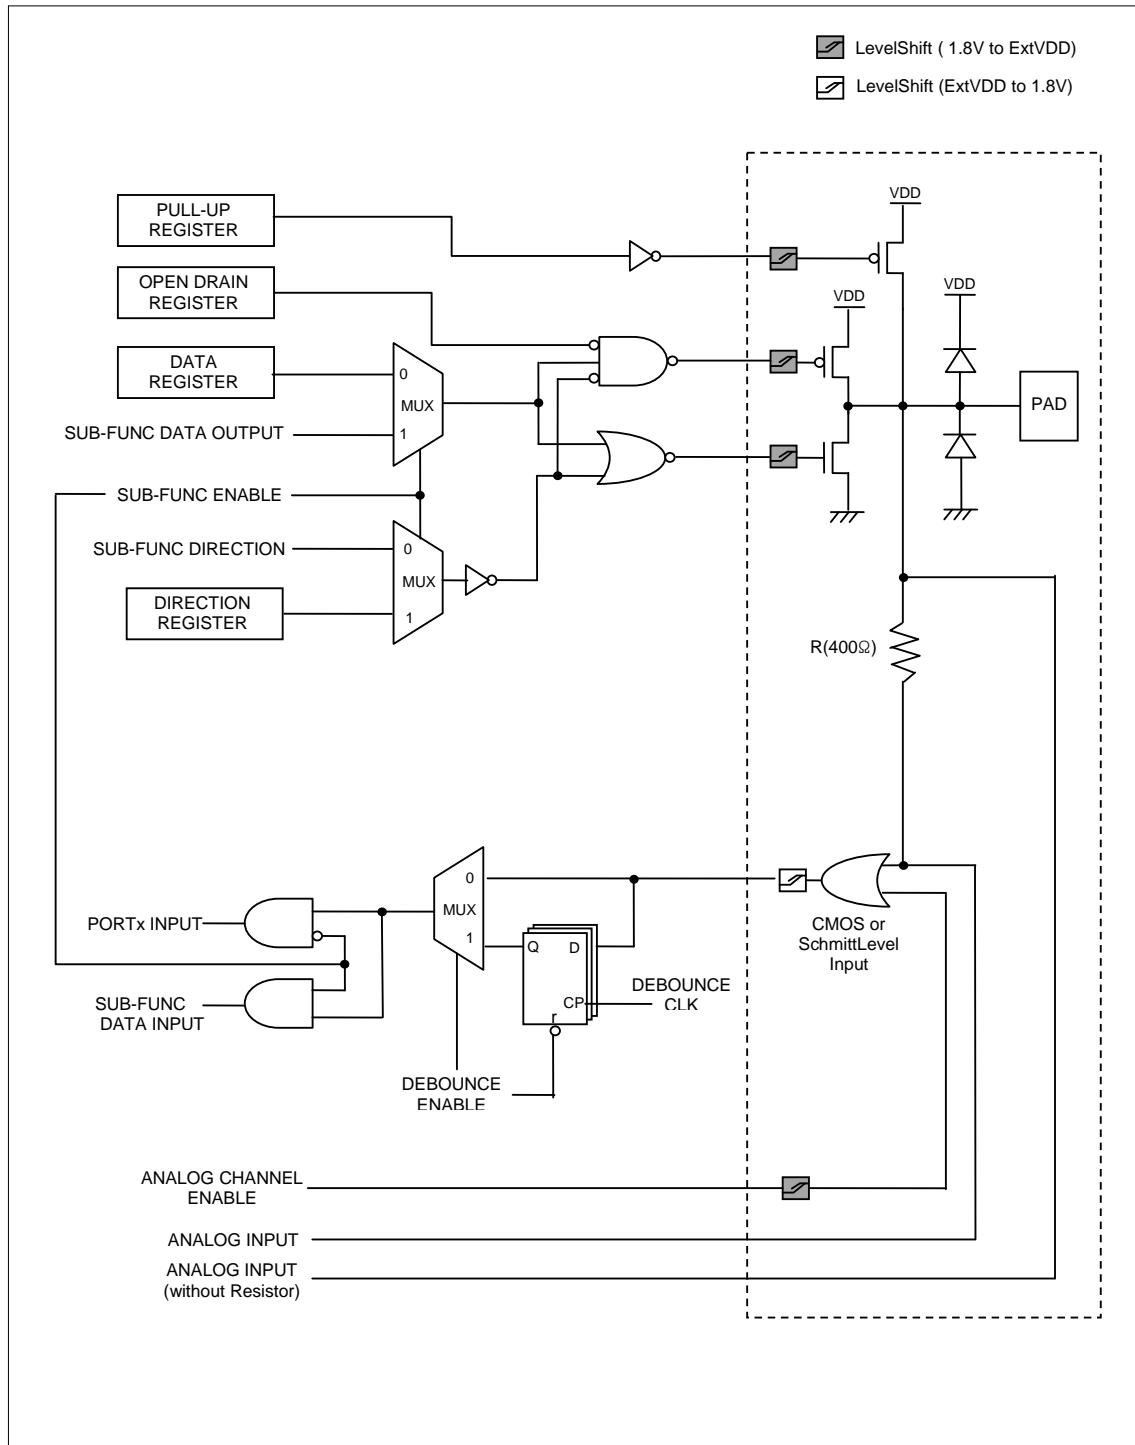 LevelShift ( 1.8V to ExtVDD)
LevelShift (ExtVDD to 1.8V)
VDD
PULL-UP
REGISTER
OPEN DRAIN
REGISTER
VDD
VDD
DATA
REGISTER
0
MUX
1
PAD
SUB-FUNC DATA OUTPUT
SUB-FUNC ENABLE
SUB-FUNC DIRECTION
0
MUX
1
DIRECTION
REGISTER
R(400Ω)
0
MUX
1
PORTx INPUT
Q
D
CP
r
CMOS or
SchmittLevel
Input
DEBOUNCE
CLK
SUB-FUNC
DATA INPUT
DEBOUNCE
ENABLE
ANALOG CHANNEL
ENABLE
ANALOG INPUT
ANALOG INPUT
(without Resistor)